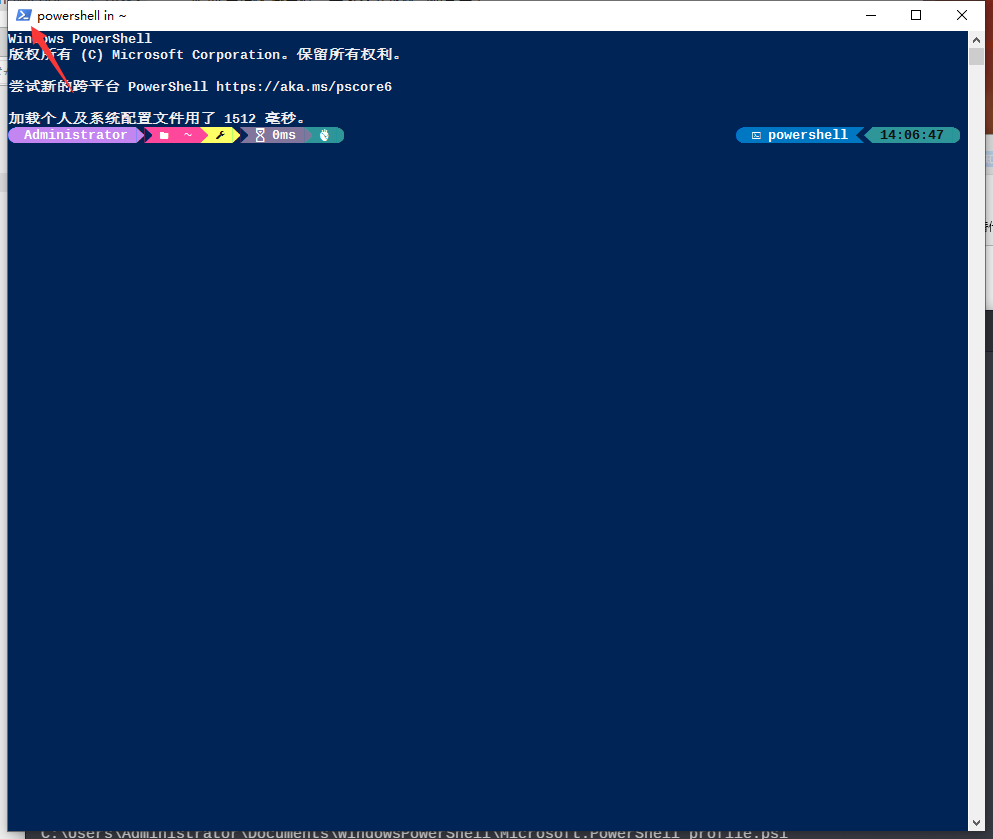 powershell in ~
Windows PowerShell
版权所有 (C) Microsoft Corporation。保留所有权利。
尝试新的跨平台 PowerShell https://aka.ms/pscore6
加载个人及系统配置文件用了 1512 毫秒。
Administrator ~ 0ms powershell 14:06:47
C:\Users\Administrator\Documents\WindowsPowerShell\Microsoft.PowerShell_profile.ps1